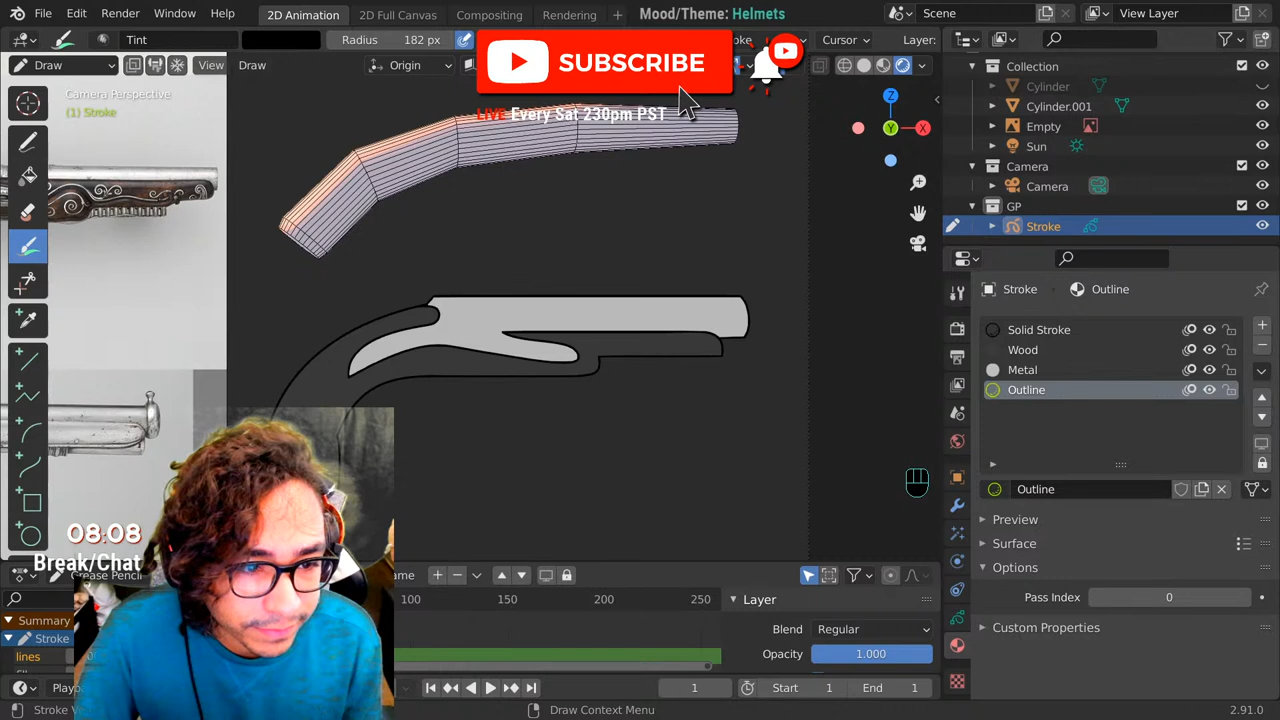 File Edit Render Window Help 2D Animation 2D Full Canvas Compositing Rendering + Mood/Theme: Helmets Scene View Layer
Tint Radius 182 px SUBSCRIBE Cursor Layer:
Draw View Draw Origin
Camera Perspective
(1) Stroke
LIVE Every Sat 230pm PST
Z
Y X
Collection
Cylinder
Cylinder.001
Empty
Sun
Camera
Camera
GP
Stroke
Stroke Outline
Solid Stroke
Wood
Metal
Outline
Outline
Preview
Surface
Options
Pass Index 0
Custom Properties
08:08
Break/Chat
Grease Pencil
Summary
Stroke
lines
100 150 200 250
Layer
Blend Regular
Opacity 1.000
1 Start 1 End 1
Draw Context Menu 2.91.0